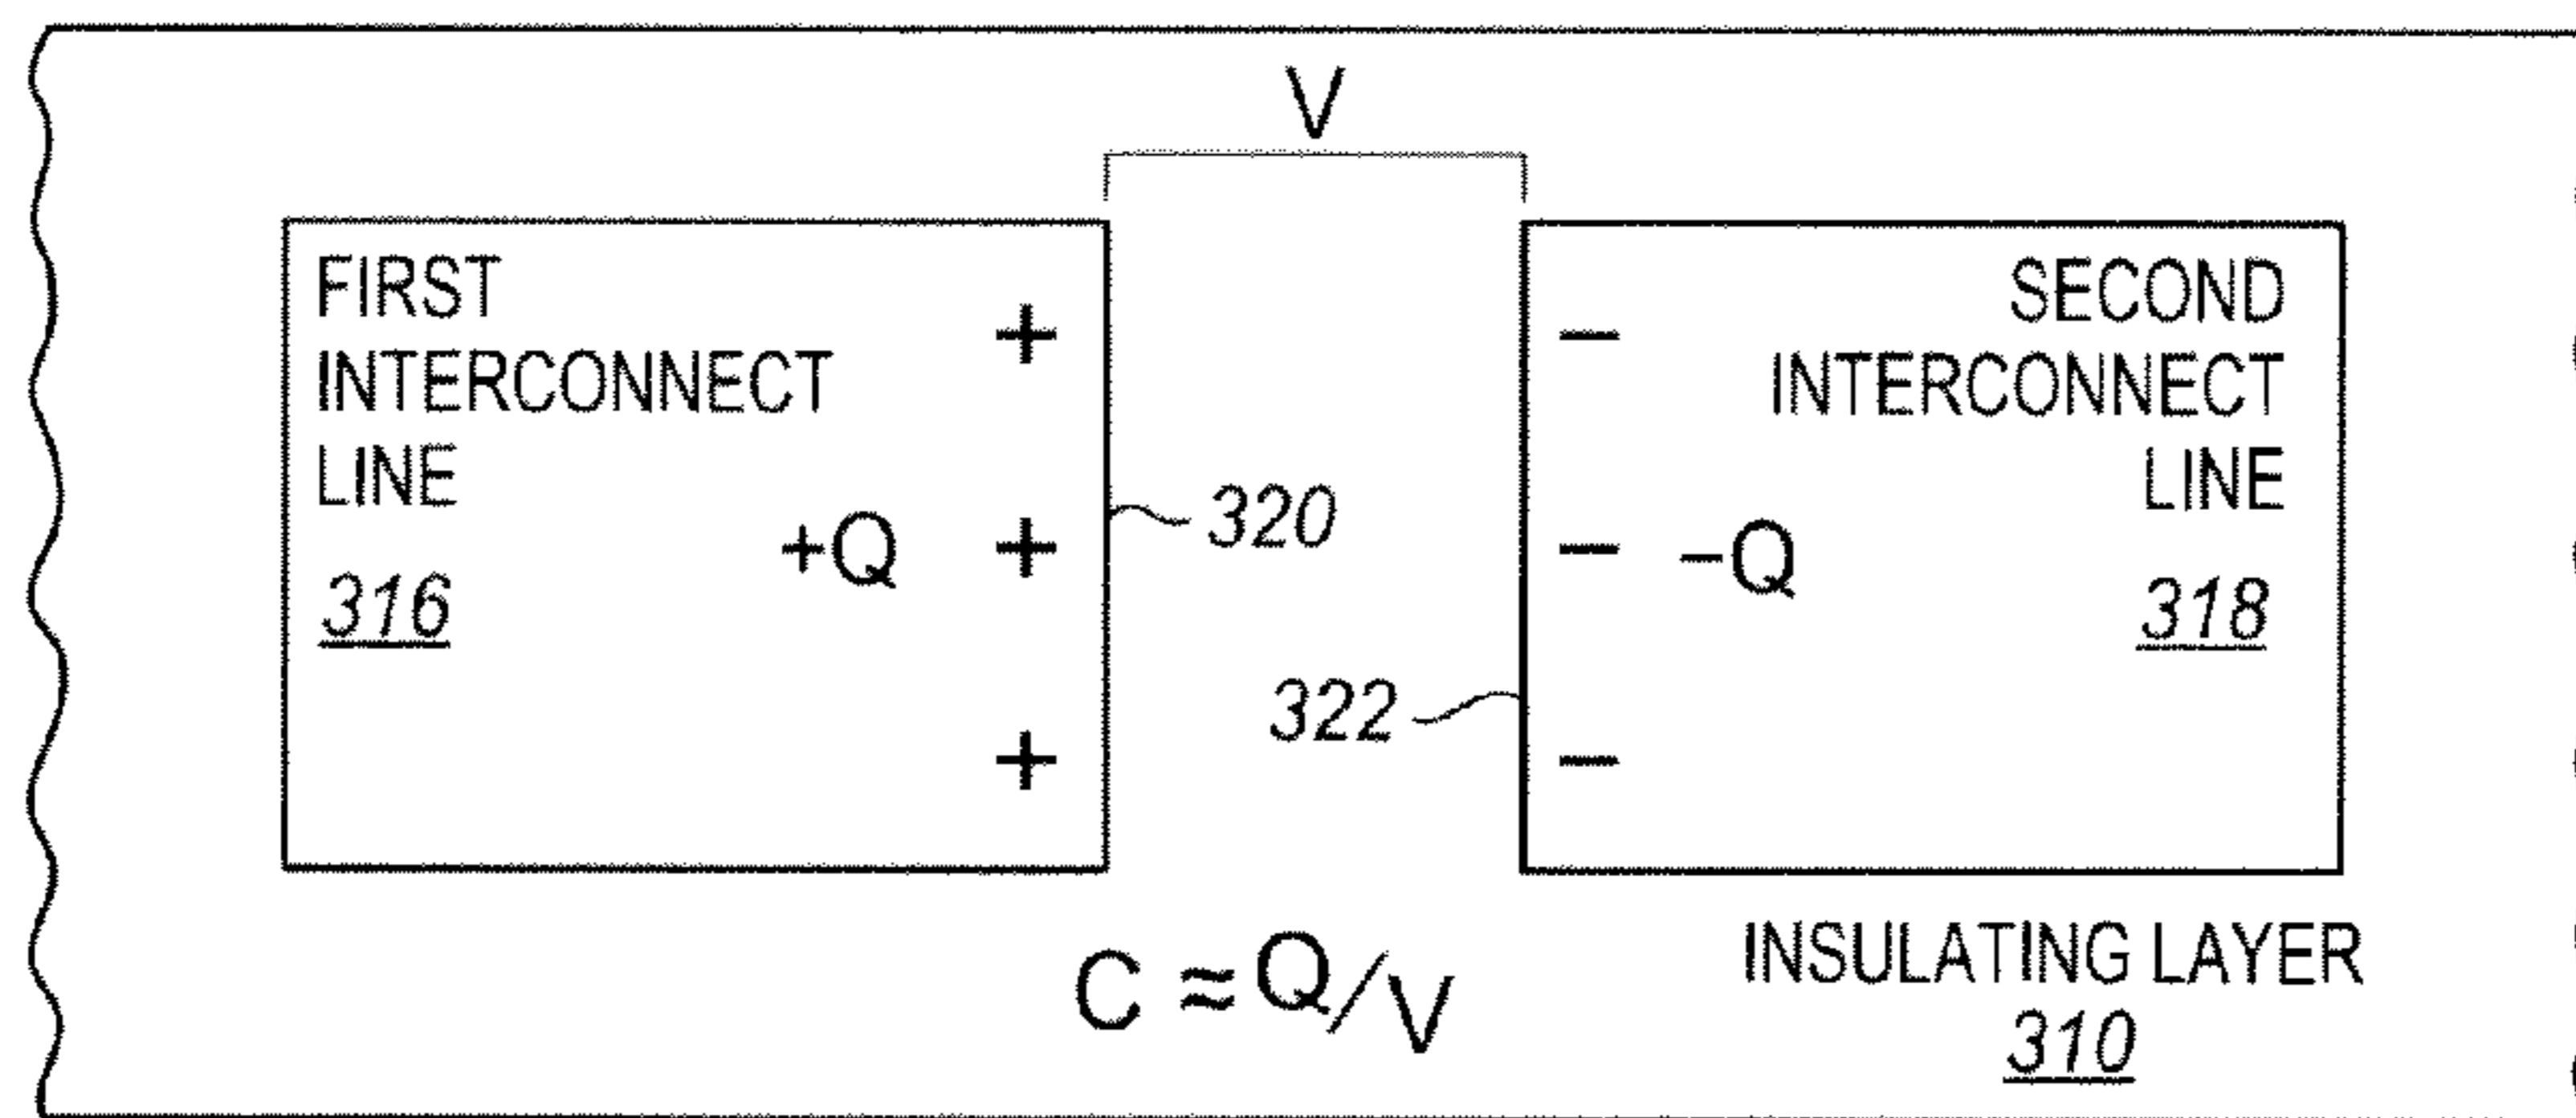 V
FIRST
INTERCONNECT
LINE
316
+Q
+
+
+
320
SECOND
INTERCONNECT
LINE
318
−
−
−
−Q
322
C ≈ Q/V
INSULATING LAYER
310